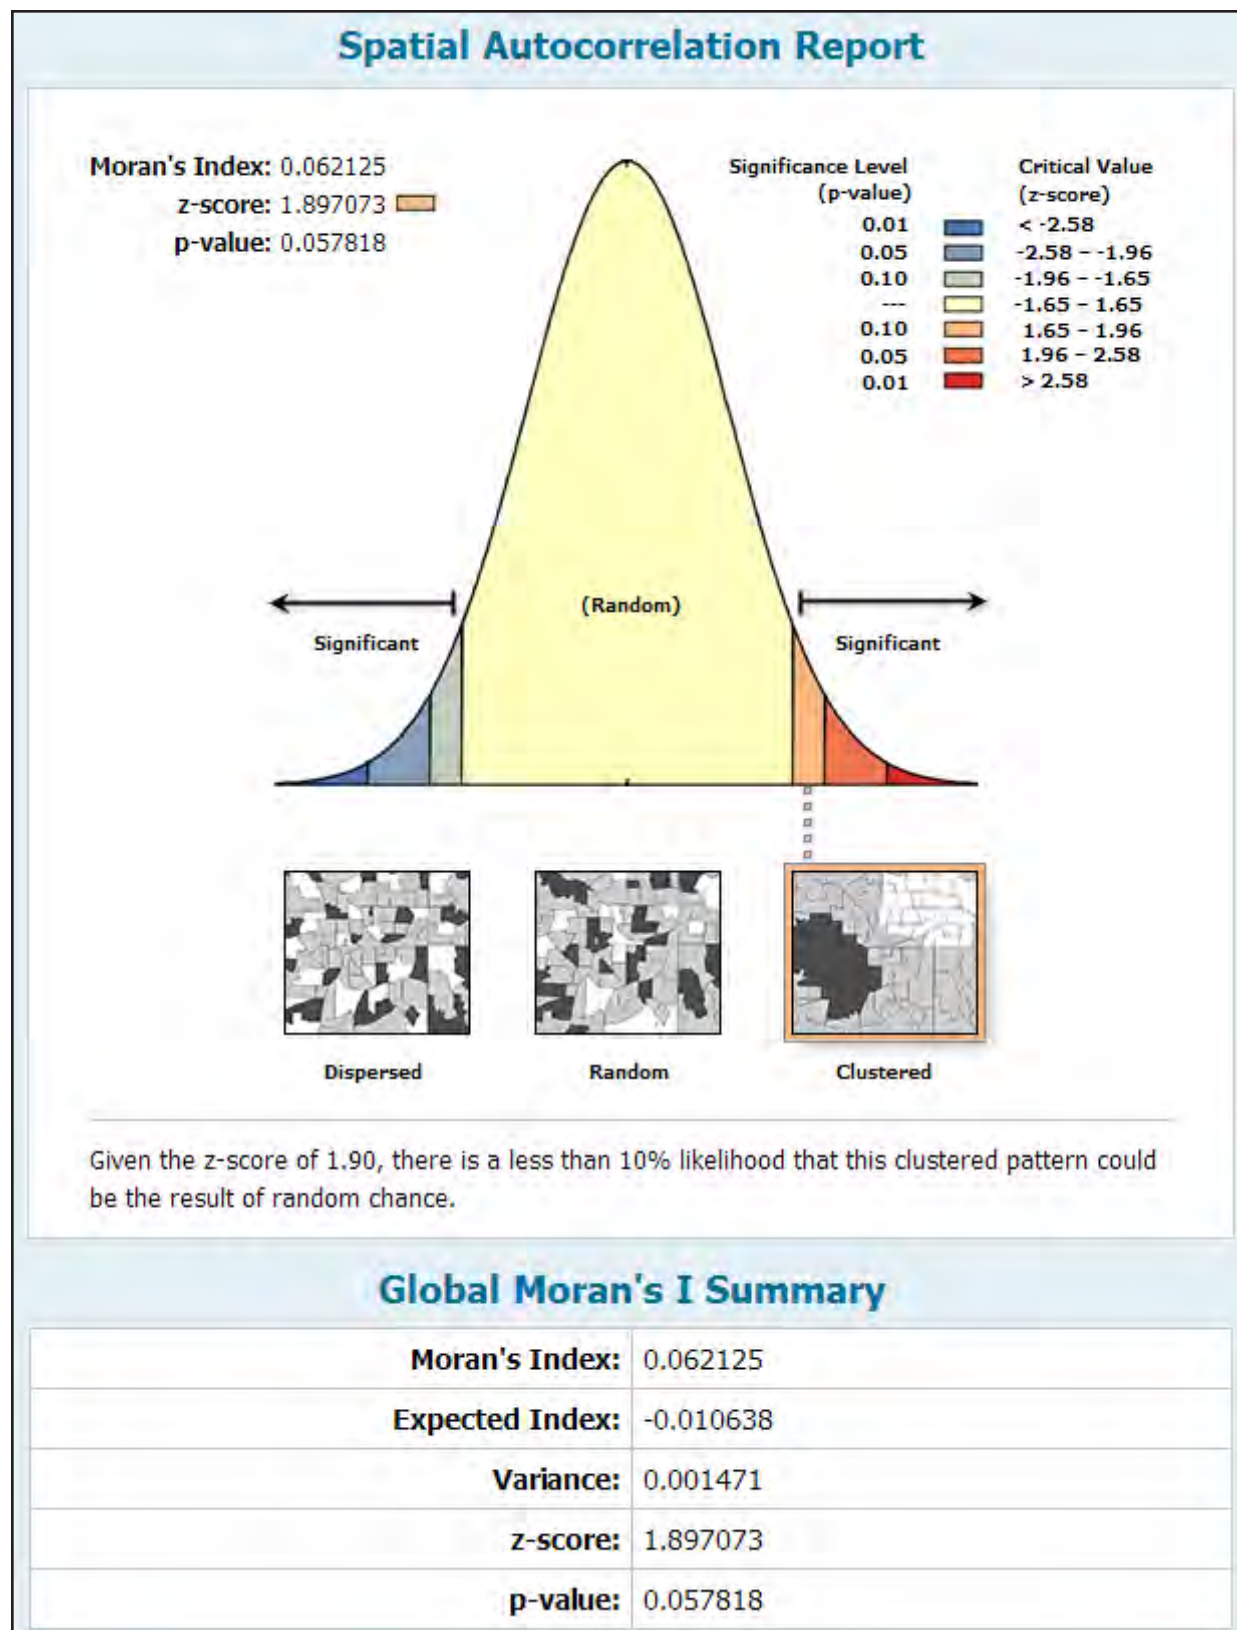 Spatial Autocorrelation Report
Moran's Index: 0.062125
z-score: 1.897073
p-value: 0.057818
Significance Level
(p-value)
Critical Value
(z-score)
0.01 < -2.58
0.05 -2.58 – -1.96
0.10 -1.96 – -1.65
--- -1.65 – 1.65
0.10 1.65 – 1.96
0.05 1.96 – 2.58
0.01 > 2.58
(Random)
Significant
Significant
Dispersed
Random
Clustered
Given the z-score of 1.90, there is a less than 10% likelihood that this clustered pattern could
be the result of random chance.
Global Moran's I Summary
Moran's Index: 0.062125
Expected Index: -0.010638
Variance: 0.001471
z-score: 1.897073
p-value: 0.057818